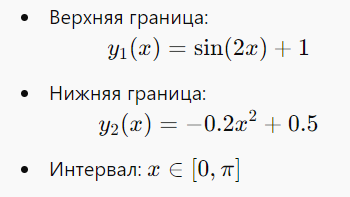 • Верхняя граница:
y₁(x) = sin(2x) + 1
• Нижняя граница:
y₂(x) = −0.2x² + 0.5
• Интервал: x ∈ [0, π]